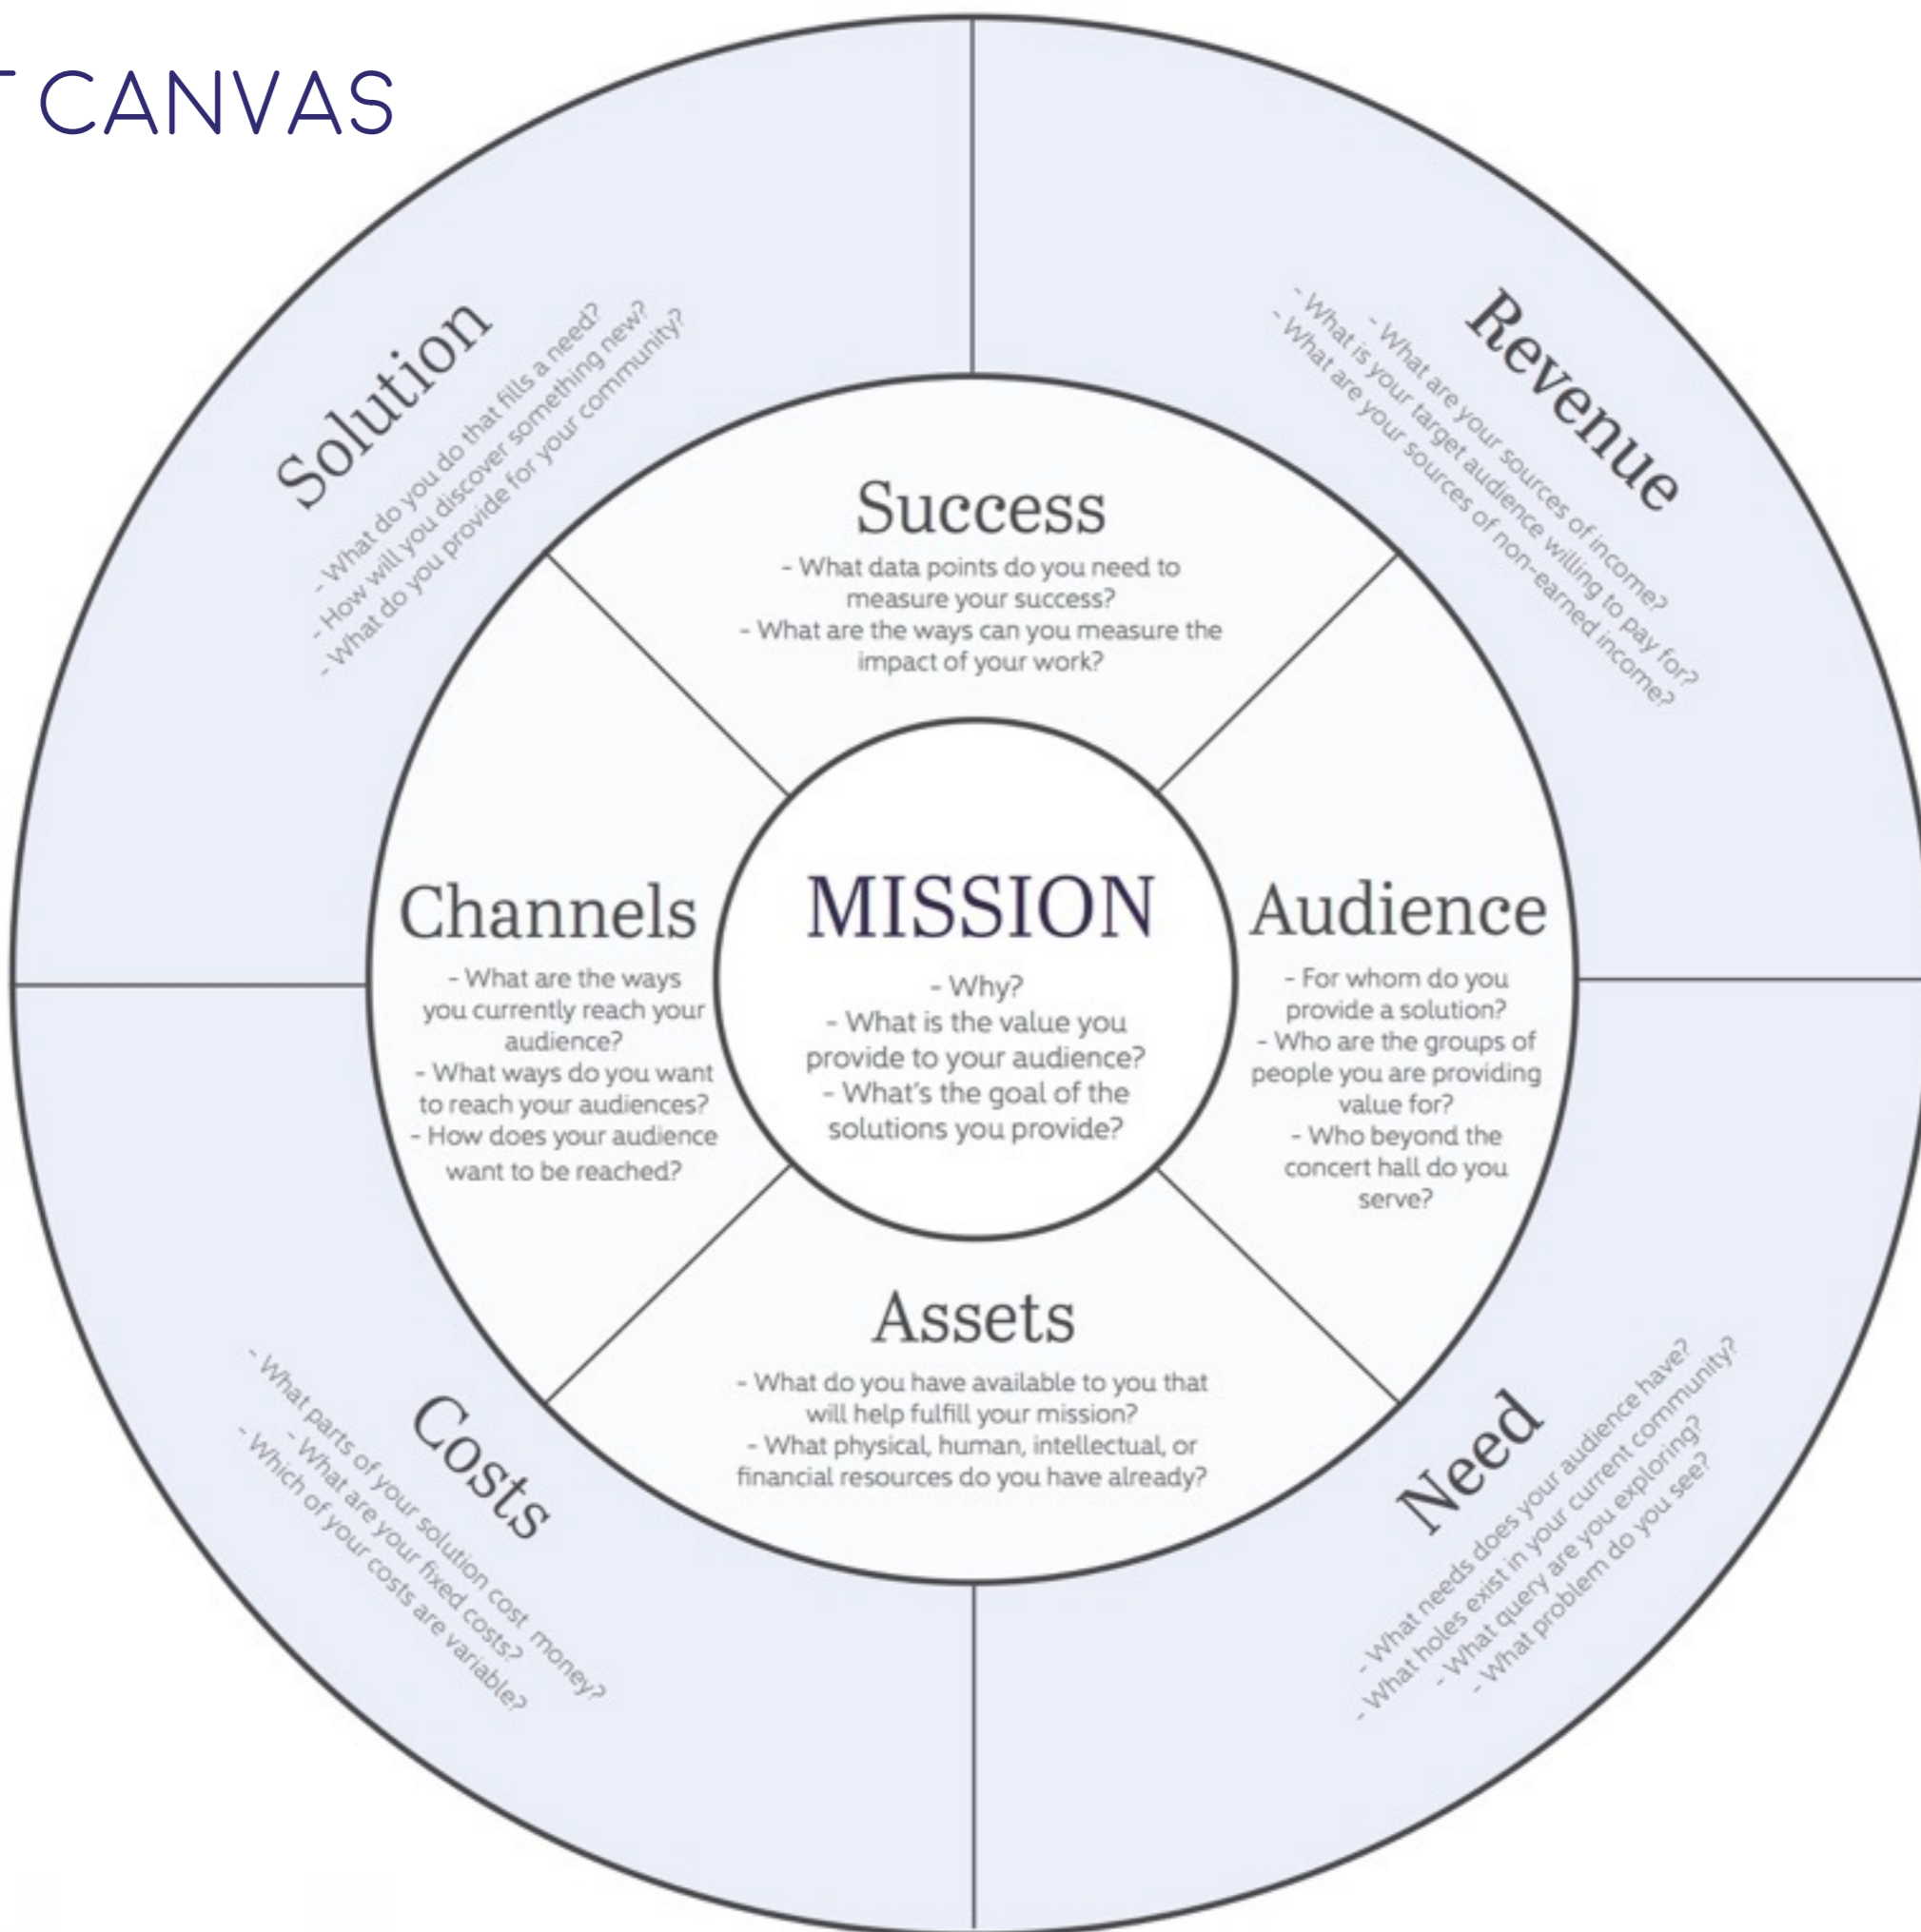 T CANVAS
Solution
- What do you do that fills a need?
- How will you discover something new?
- What do you provide for your community?
Revenue
- What are your sources of income?
- What is your target audience willing to pay for?
- What are your sources of non-earned income?
Success
- What data points do you need to
measure your success?
- What are the ways can you measure the
impact of your work?
Channels
- What are the ways
you currently reach your
audience?
- What ways do you want
to reach your audiences?
- How does your audience
want to be reached?
MISSION
- Why?
- What is the value you
provide to your audience?
- What's the goal of the
solutions you provide?
Audience
- For whom do you
provide a solution?
- Who are the groups of
people you are providing
value for?
- Who beyond the
concert hall do you
serve?
Assets
- What do you have available to you that
will help fulfill your mission?
- What physical, human, intellectual, or
financial resources do you have already?
Costs
- What parts of your solution cost money?
- What are your fixed costs?
- Which of your costs are variable?
Need
- What needs does your audience have?
- What holes exist in your current community?
- What query are you exploring?
- What problem do you see?